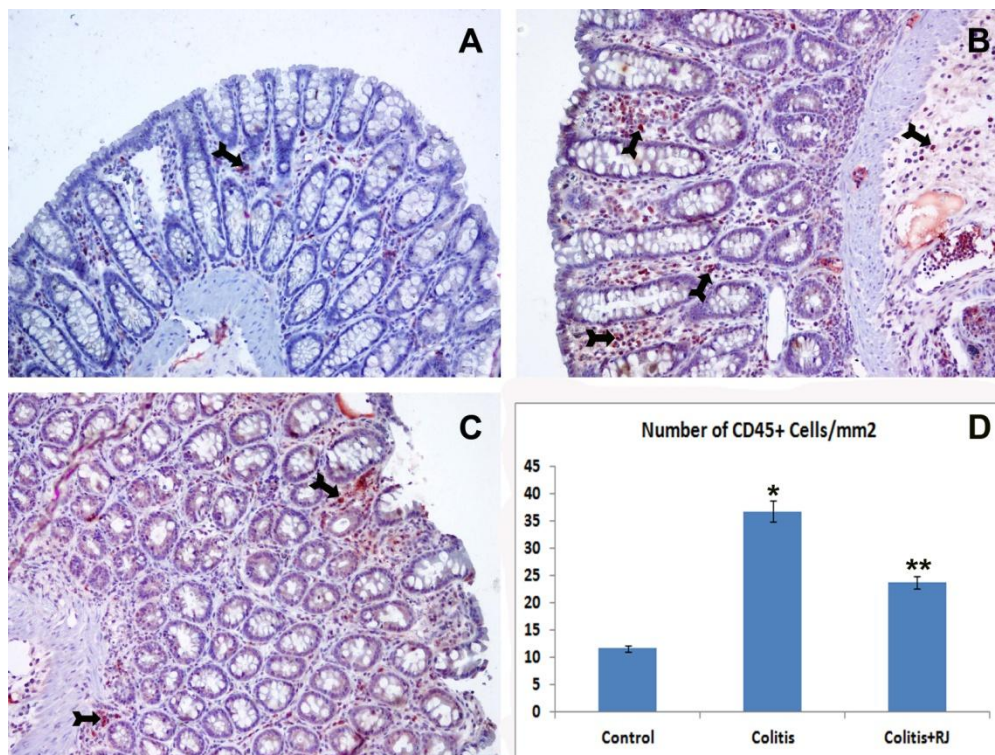 A
B
C
D
Number of CD45+ Cells/mm2
45
40
35
30
25
20
15
10
5
0
*
**
Control
Colitis
Colitis+RJ